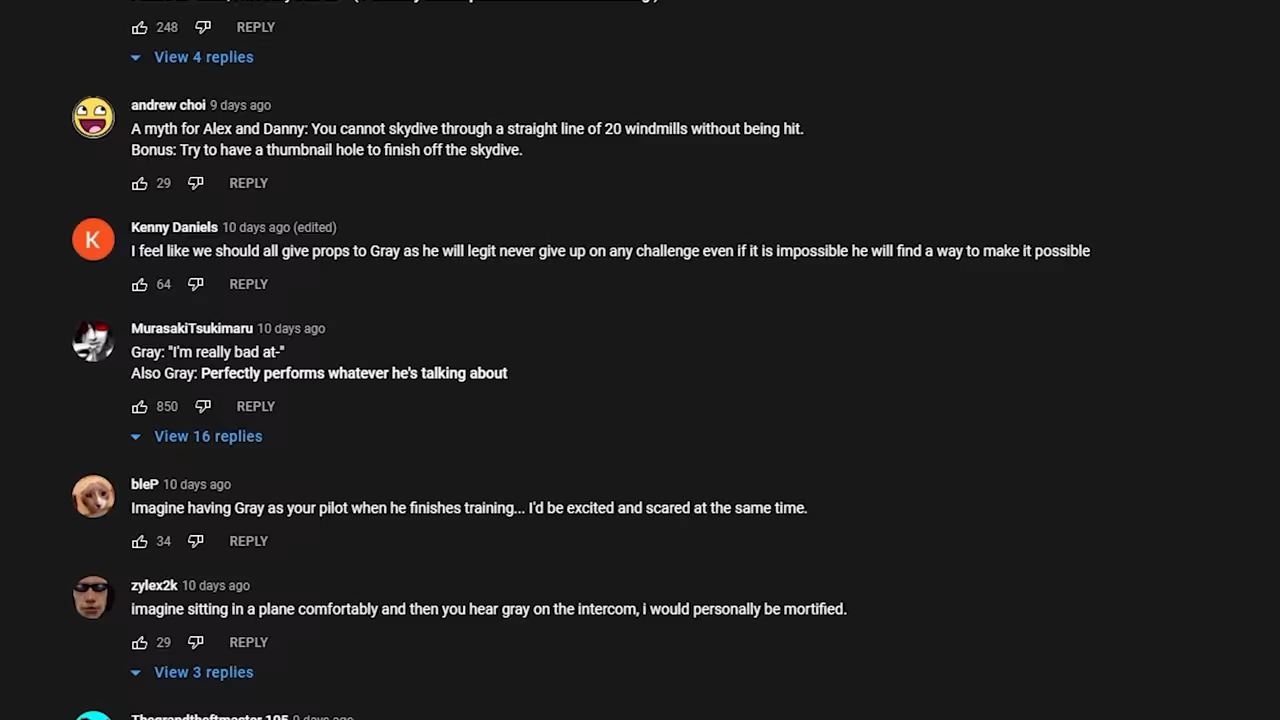 248 REPLY
View 4 replies
andrew choi 9 days ago
A myth for Alex and Danny: You cannot skydive through a straight line of 20 windmills without being hit.
Bonus: Try to have a thumbnail hole to finish off the skydive.
29 REPLY
Kenny Daniels 10 days ago (edited)
I feel like we should all give props to Gray as he will legit never give up on any challenge even if it is impossible he will find a way to make it possible
64 REPLY
MurasakiTsukimaru 10 days ago
Gray: "I'm really bad at-"
Also Gray: Perfectly performs whatever he's talking about
850 REPLY
View 16 replies
bleP 10 days ago
Imagine having Gray as your pilot when he finishes training... I'd be excited and scared at the same time.
34 REPLY
zylex2k 10 days ago
imagine sitting in a plane comfortably and then you hear gray on the intercom, i would personally be mortified.
29 REPLY
View 3 replies
Thegrandtheftmaster 105 9 days ago